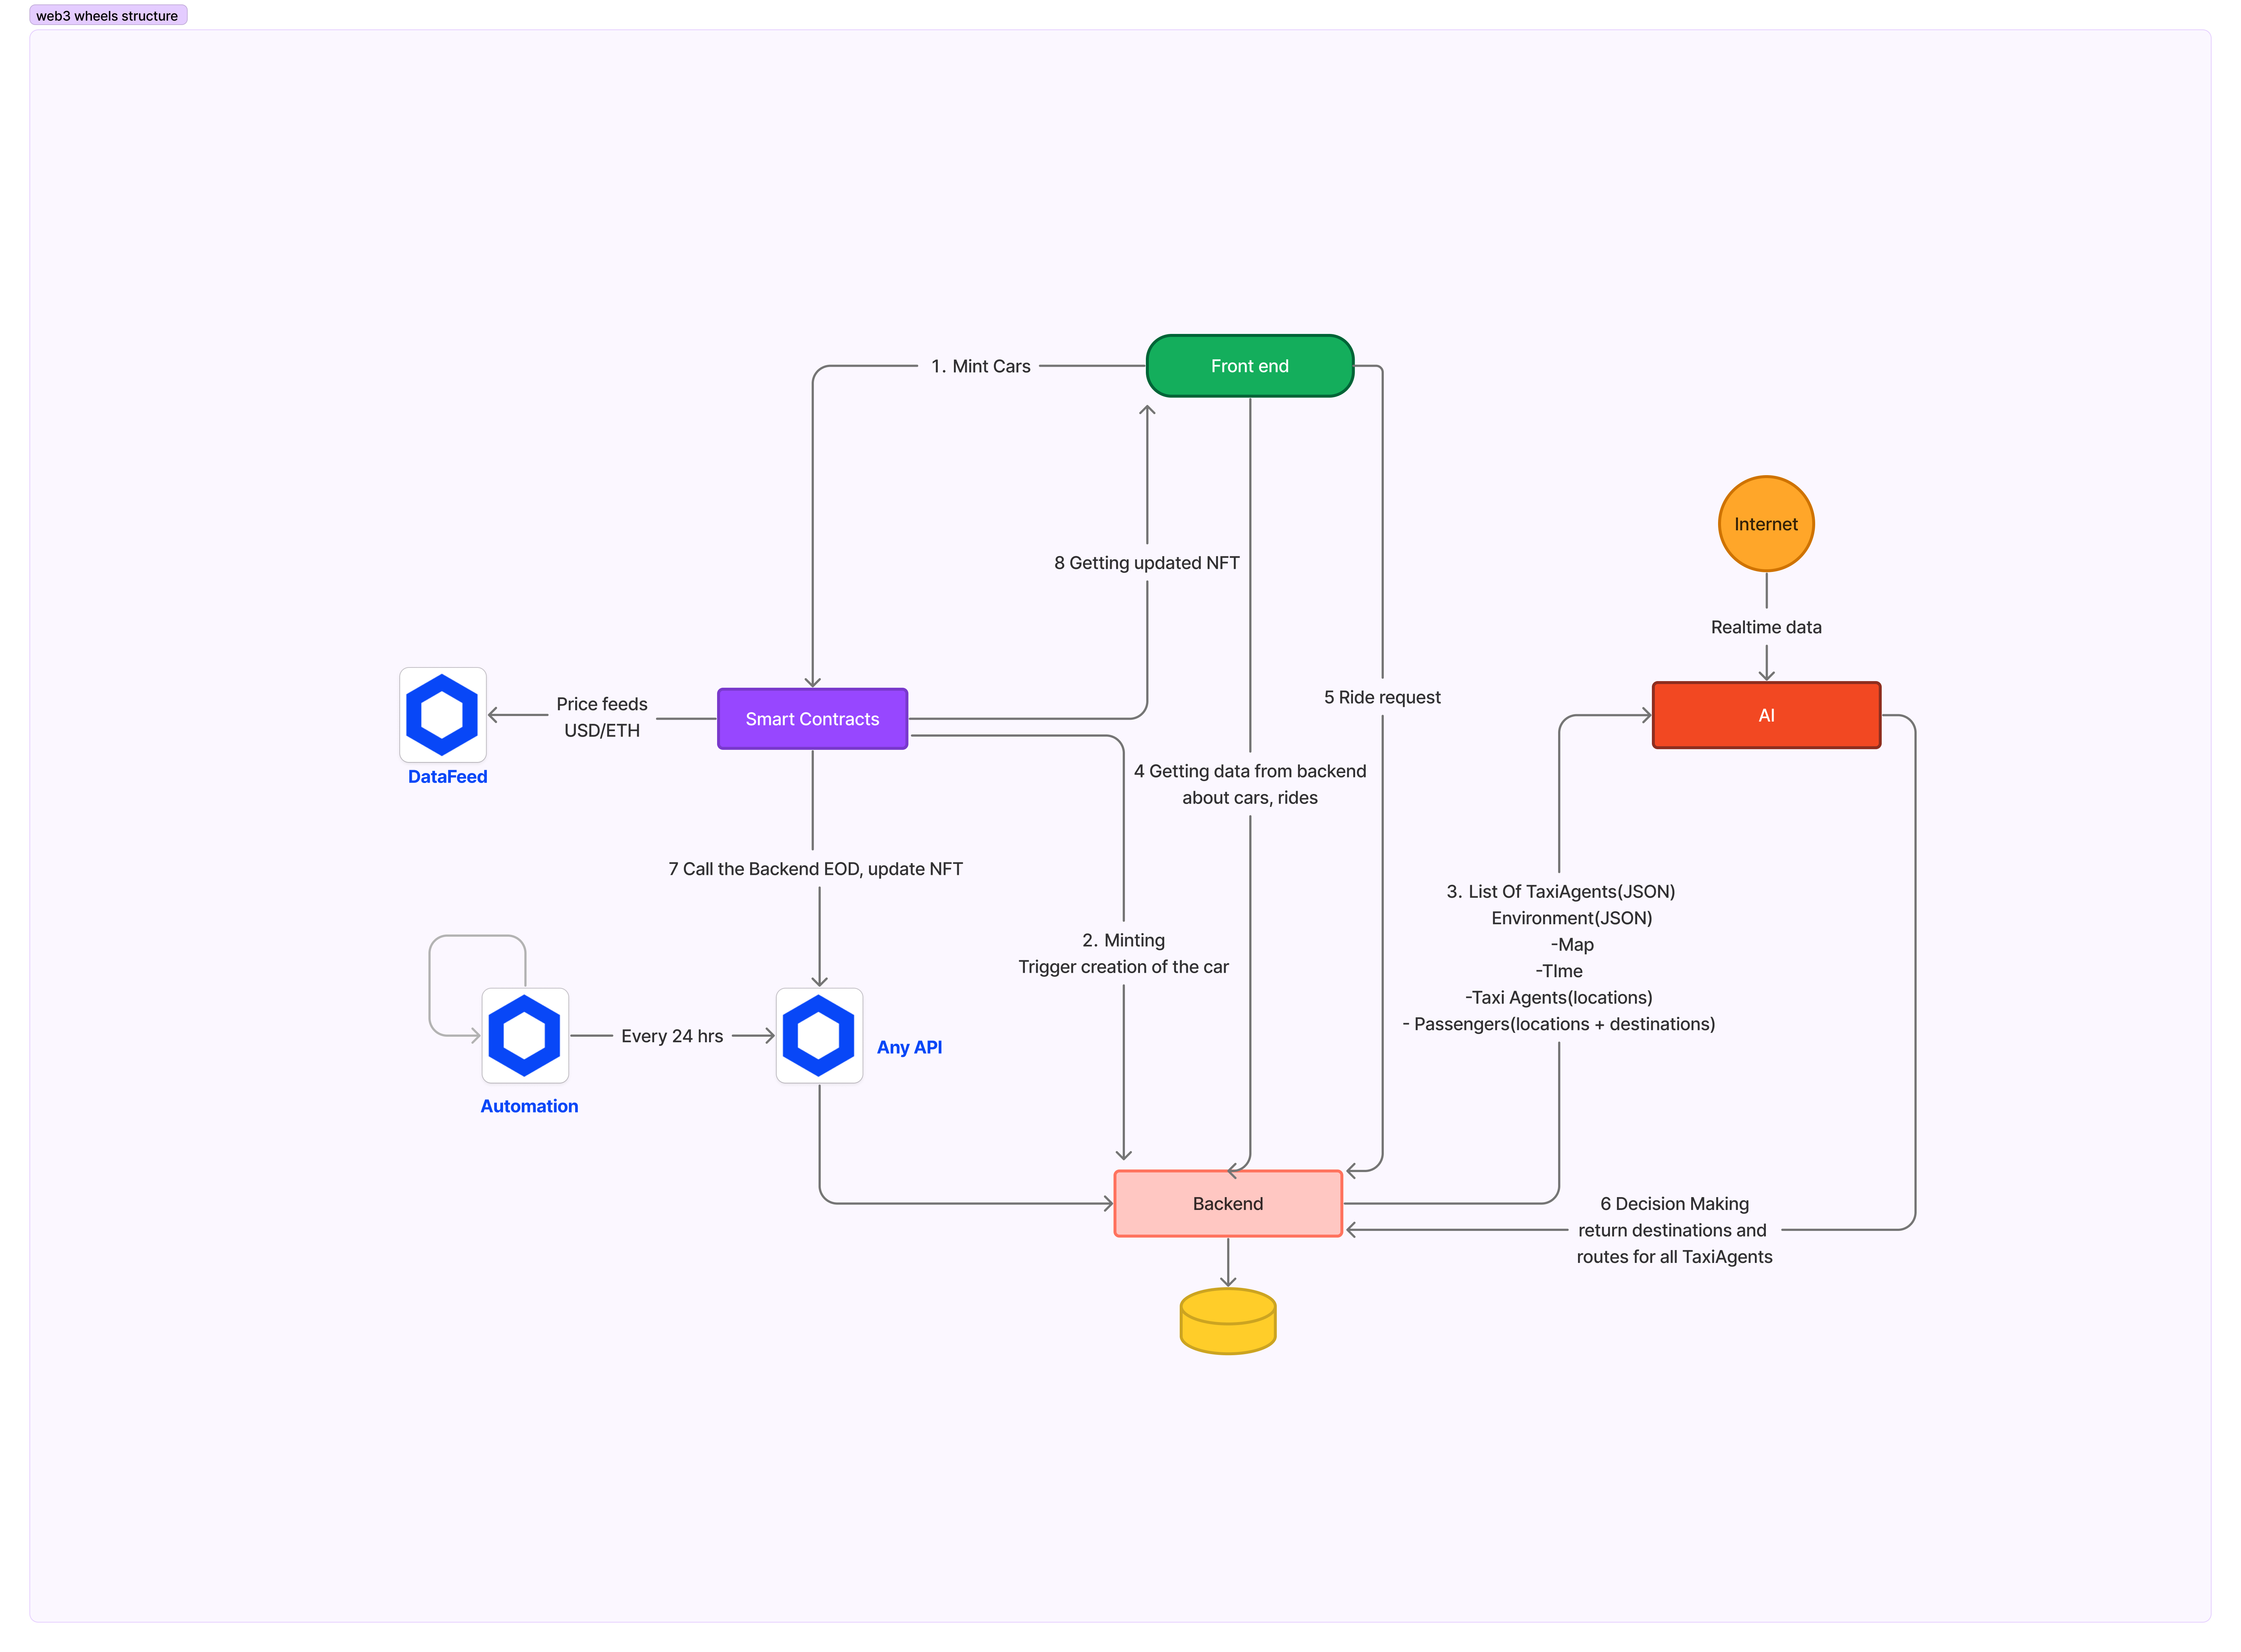 web3 wheels structure
1. Mint Cars
Front end
Internet
8 Getting updated NFT
Realtime data
5 Ride request
Price feeds
USD/ETH
Smart Contracts
AI
DataFeed
4 Getting data from backend
about cars, rides
7 Call the Backend EOD, update NFT
3. List Of TaxiAgents(JSON)
Environment(JSON)
-Map
-TIme
-Taxi Agents(locations)
- Passengers(locations + destinations)
2. Minting
Trigger creation of the car
Every 24 hrs
Any API
Automation
Backend
6 Decision Making
return destinations and
routes for all TaxiAgents